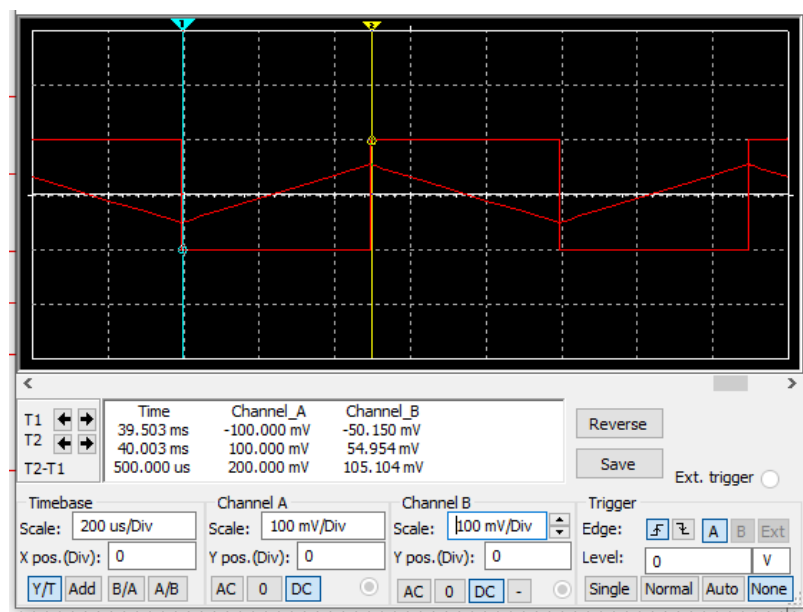 1 2
T1 Time Channel_A Channel_B
39.503 ms -100.000 mV -50.150 mV
T2 40.003 ms 100.000 mV 54.954 mV
T2-T1 500.000 us 200.000 mV 105.104 mV
Reverse
Save
Ext. trigger
Timebase
Scale: 200 us/Div
X pos.(Div): 0
Y/T Add B/A A/B
Channel A
Scale: 100 mV/Div
Y pos.(Div): 0
AC 0 DC
Channel B
Scale: 100 mV/Div
Y pos.(Div): 0
AC 0 DC -
Trigger
Edge: A B Ext
Level: 0 V
Single Normal Auto None